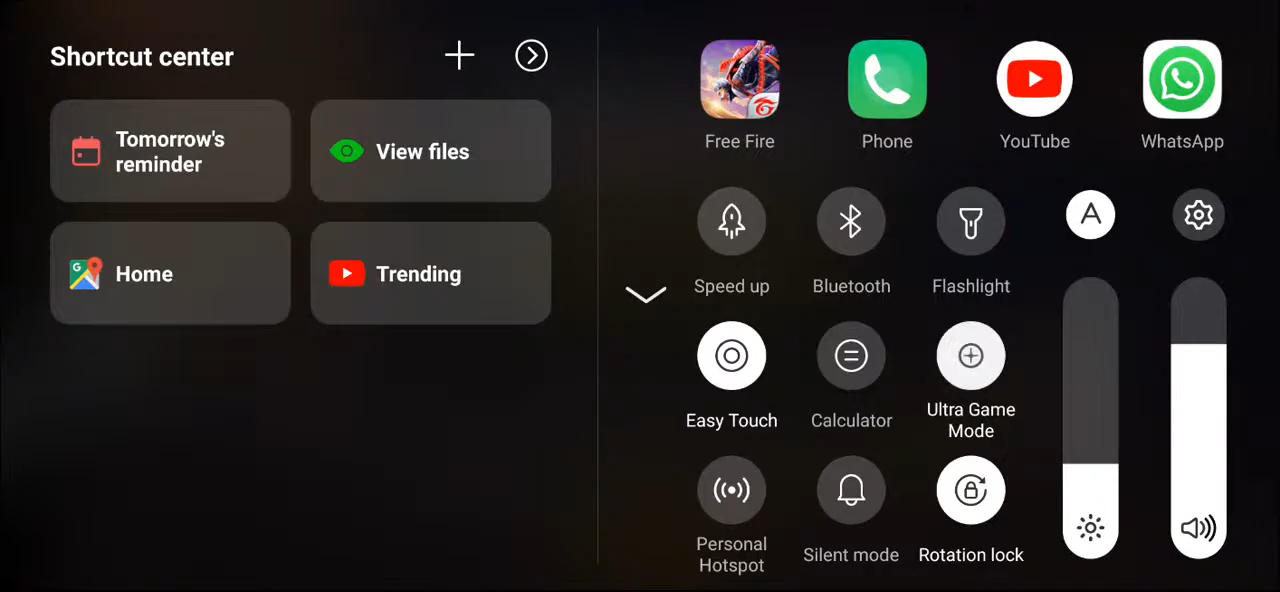 Shortcut center
Tomorrow's
reminder
View files
Home
Trending
Free Fire
Phone
YouTube
WhatsApp
A
Speed up
Bluetooth
Flashlight
Easy Touch
Calculator
Ultra Game
Mode
Personal
Hotspot
Silent mode
Rotation lock